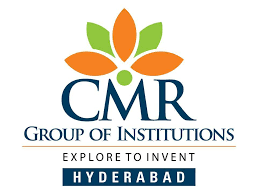 CMR
GROUP OF INSTITUTIONS
EXPLORE TO INVENT
HYDERABAD